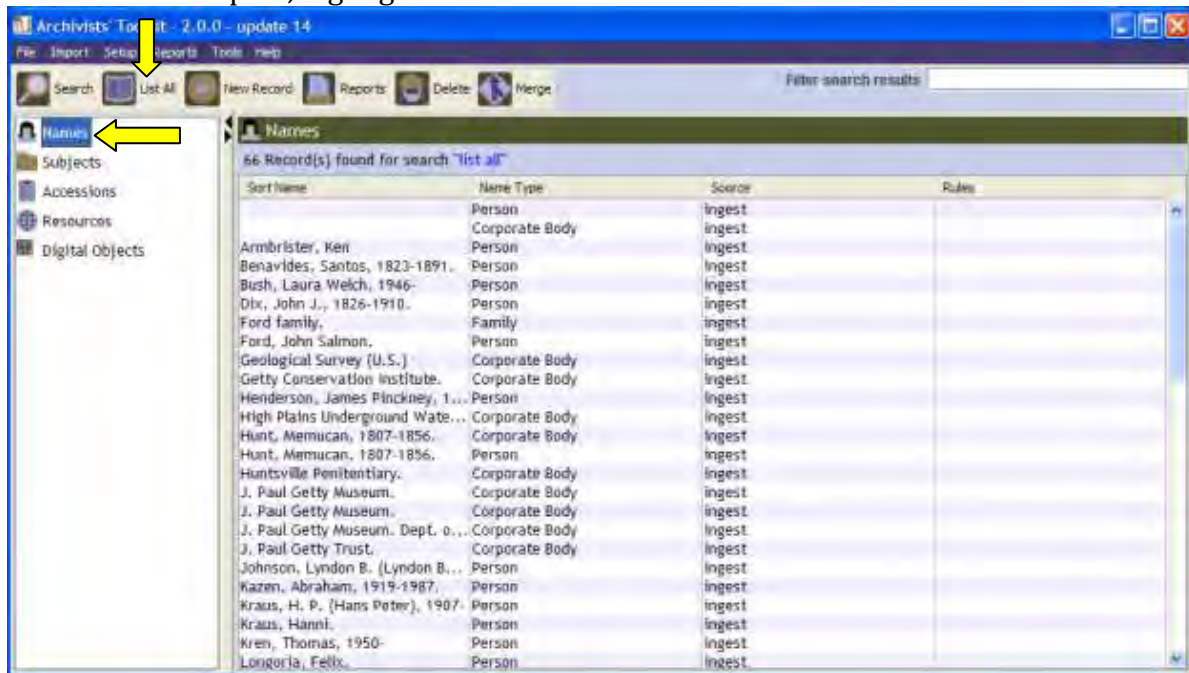 Archivists' Toolkit - 2.0.0 - update 14
File Import Setup Reports Tools Help
Search List All New Record Reports Delete Merge Filter search results
Names
Subjects
Accessions
Resources
Digital Objects
Names
66 Record(s) found for search "list all"
Sort Name Name Type Source Rules
Person Ingest
Corporate Body Ingest
Armbrister, Ken Person Ingest
Benavides, Santos, 1823-1891. Person Ingest
Bush, Laura Welch, 1946- Person Ingest
Dix, John J., 1826-1910. Person Ingest
Ford family. Family Ingest
Ford, John Salmon. Person Ingest
Geological Survey (U.S.) Corporate Body Ingest
Getty Conservation Institute. Corporate Body Ingest
Henderson, James Pinckney, 1... Person Ingest
High Plains Underground Wate... Corporate Body Ingest
Hunt, Memucan, 1807-1856. Corporate Body Ingest
Hunt, Memucan, 1807-1856. Person Ingest
Huntsville Penitentiary. Corporate Body Ingest
J. Paul Getty Museum. Corporate Body Ingest
J. Paul Getty Museum. Corporate Body Ingest
J. Paul Getty Museum. Dept. o... Corporate Body Ingest
J. Paul Getty Trust. Corporate Body Ingest
Johnson, Lyndon B. (Lyndon B... Person Ingest
Kazen, Abraham, 1919-1987. Person Ingest
Kraus, H. P. (Hans Peter), 1907- Person Ingest
Kraus, Hanni. Person Ingest
Kren, Thomas, 1950- Person Ingest
Longoria, Felix. Person Ingest